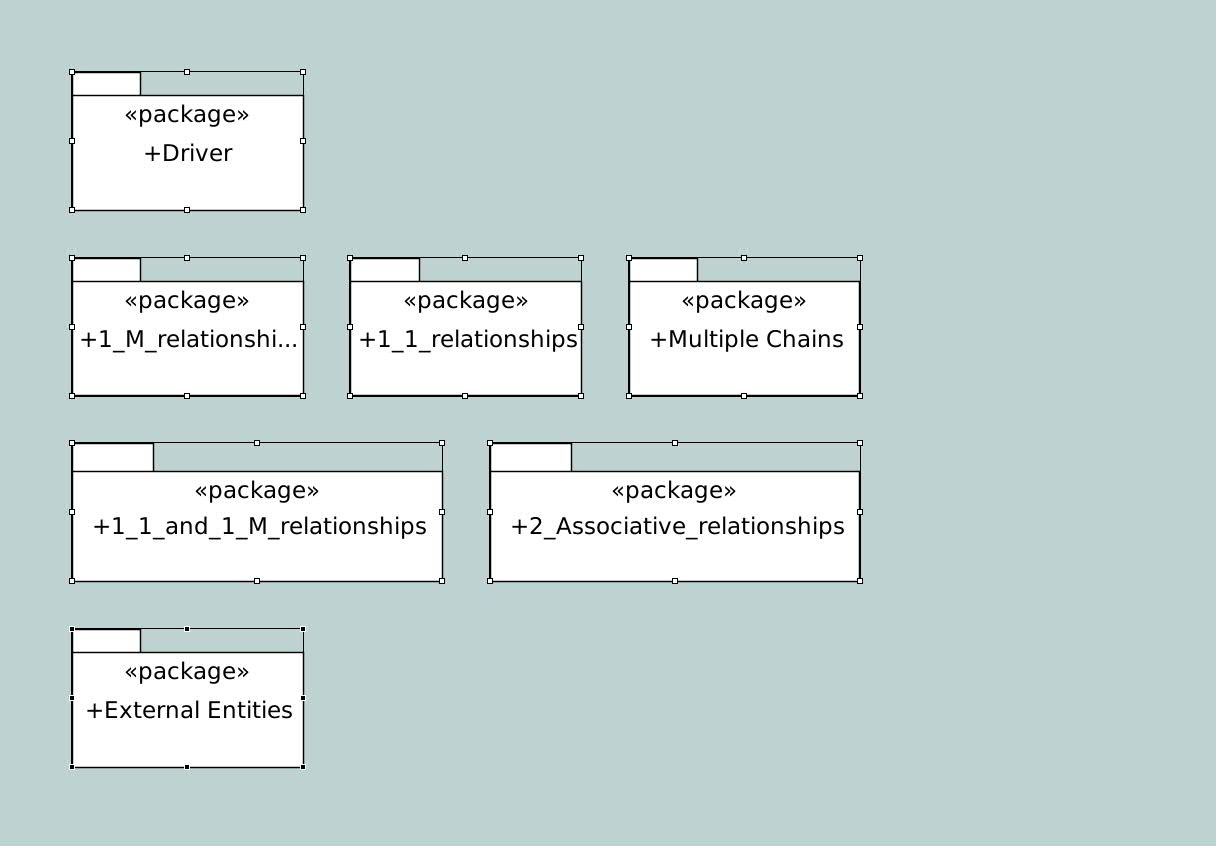 «package»
+Driver
«package»
+1_M_relationshi...
«package»
+1_1_relationships
«package»
+Multiple Chains
«package»
+1_1_and_1_M_relationships
«package»
+2_Associative_relationships
«package»
+External Entities